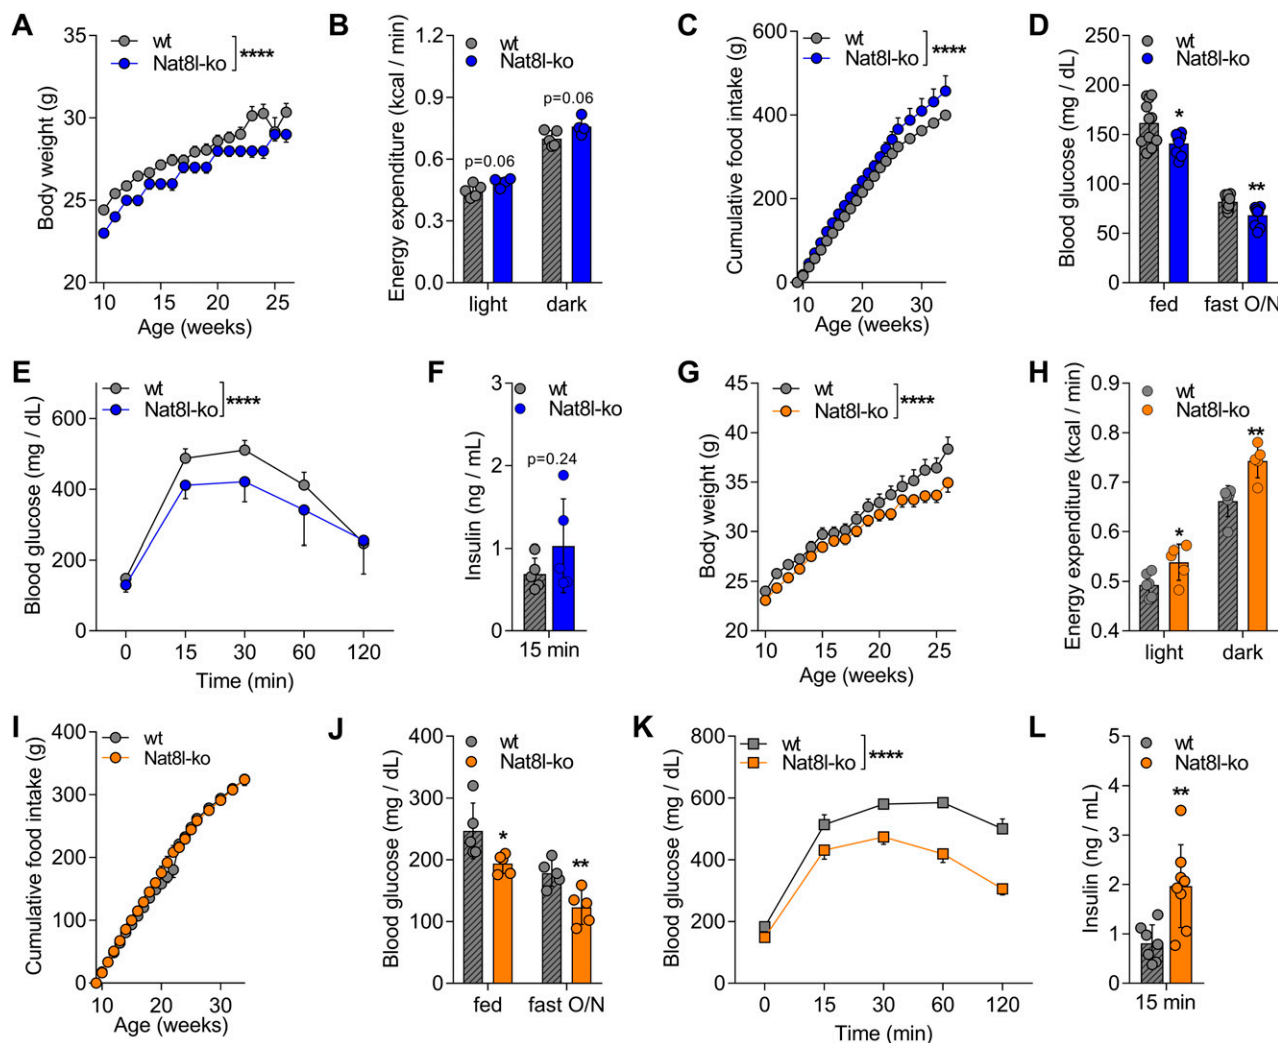 A
Body weight (g)
35
30
25
20
wt
Nat8l-ko
****
10 15 20 25
Age (weeks)
B
Energy expenditure (kcal / min)
1.2
0.9
0.6
0.3
0.0
wt
Nat8l-ko
p=0.06
p=0.06
light dark
C
Cumulative food intake (g)
600
400
200
0
wt
Nat8l-ko
****
10 20 30
Age (weeks)
D
Blood glucose (mg / dL)
250
200
150
100
50
0
wt
Nat8l-ko
*
**
fed fast O/N
E
Blood glucose (mg / dL)
600
400
200
0
wt
Nat8l-ko
****
0 15 30 60 120
Time (min)
F
Insulin (ng / mL)
3
2
1
0
wt
Nat8l-ko
p=0.24
15 min
G
Body weight (g)
45
40
35
30
25
20
wt
Nat8l-ko
****
10 15 20 25
Age (weeks)
H
Energy expenditure (kcal / min)
0.9
0.8
0.7
0.6
0.5
0.4
wt
Nat8l-ko
*
**
light dark
I
Cumulative food intake (g)
400
300
200
100
0
wt
Nat8l-ko
10 20 30
Age (weeks)
J
Blood glucose (mg / dL)
400
300
200
100
0
wt
Nat8l-ko
*
**
fed fast O/N
K
Blood glucose (mg / dL)
800
600
400
200
0
wt
Nat8l-ko
****
0 15 30 60 120
Time (min)
L
Insulin (ng / mL)
5
4
3
2
1
0
wt
Nat8l-ko
**
15 min